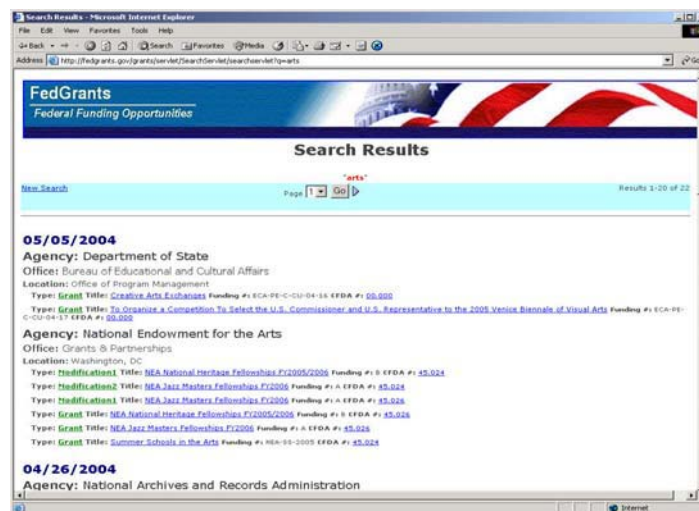 Search Results - Microsoft Internet Explorer
File Edit View Favorites Tools Help
Back Search Favorites Media
Address http://fedgrants.gov/grants/servlet/SearchServlet/searchservlet?q=arts Go
FedGrants
Federal Funding Opportunities
Search Results
"arts"
New Search Page 1 Go Results 1-20 of 22
05/05/2004
Agency: Department of State
Office: Bureau of Educational and Cultural Affairs
Location: Office of Program Management
Type: Grant Title: Creative Arts Exchanges Funding #: ECA-PE-C-CU-04-16 CFDA #: 00.000
Type: Grant Title: To Organize a Competition To Select the U.S. Commissioner and U.S. Representative to the 2005 Venice Biennale of Visual Arts Funding #: ECA-PE-
C-CU-04-17 CFDA #: 00.000
Agency: National Endowment for the Arts
Office: Grants & Partnerships
Location: Washington, DC
Type: Modification1 Title: NEA National Heritage Fellowships FY2005/2006 Funding #: B CFDA #: 45.024
Type: Modification2 Title: NEA Jazz Masters Fellowships FY2006 Funding #: A CFDA #: 45.024
Type: Modification1 Title: NEA Jazz Masters Fellowships FY2006 Funding #: A CFDA #: 45.026
Type: Grant Title: NEA National Heritage Fellowships FY2005/2006 Funding #: B CFDA #: 45.026
Type: Grant Title: NEA Jazz Masters Fellowships FY2006 Funding #: A CFDA #: 45.026
Type: Grant Title: Summer Schools in the Arts Funding #: NEA-SS-2005 CFDA #: 45.024
04/26/2004
Agency: National Archives and Records Administration
Internet